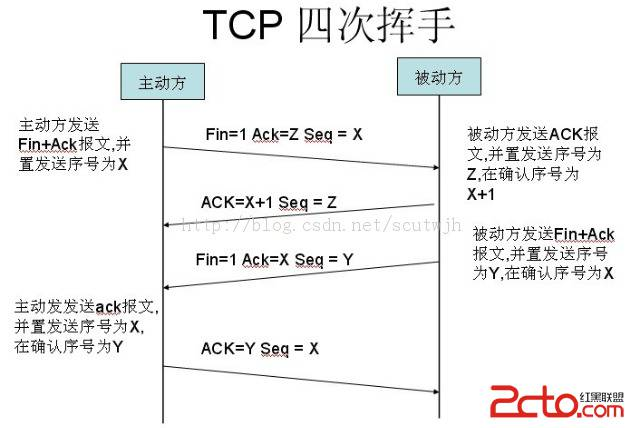 TCP 四次挥手
主动方
被动方
主动方发送
Fin+Ack报文,并
置发送序号为X
Fin=1 Ack=Z Seq = X
被动方发送ACK报
文,并置发送序号为
Z,在确认序号为
X+1
ACK=X+1 Seq = Z
http://blog.csdn.net/scutwjh
被动方发送Fin+Ack
报文,并置发送序号
为Y,在确认序号为X
Fin=1 Ack=X Seq = Y
主动发发送ack报文,
并置发送序号为X,
在确认序号为Y
ACK=Y Seq = X
2cto.com
红黑联盟